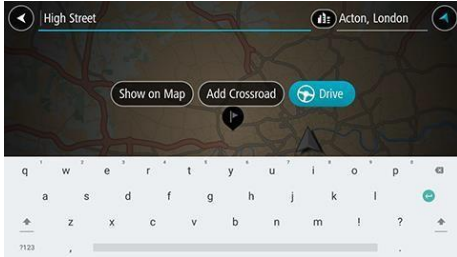 High Street Acton, London
Show on Map Add Crossroad Drive
q w e r t y u i o p
a s d f g h j k l
z x c v b n m ! ?
?123 , .